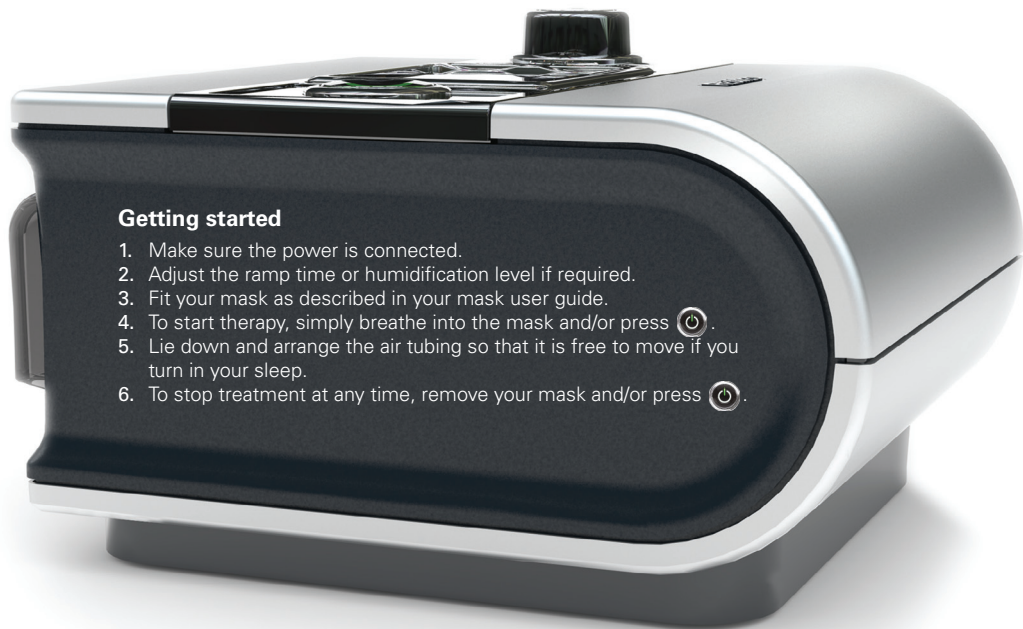 Getting started
1. Make sure the power is connected.
2. Adjust the ramp time or humidification level if required.
3. Fit your mask as described in your mask user guide.
4. To start therapy, simply breathe into the mask and/or press .
5. Lie down and arrange the air tubing so that it is free to move if you
turn in your sleep.
6. To stop treatment at any time, remove your mask and/or press .